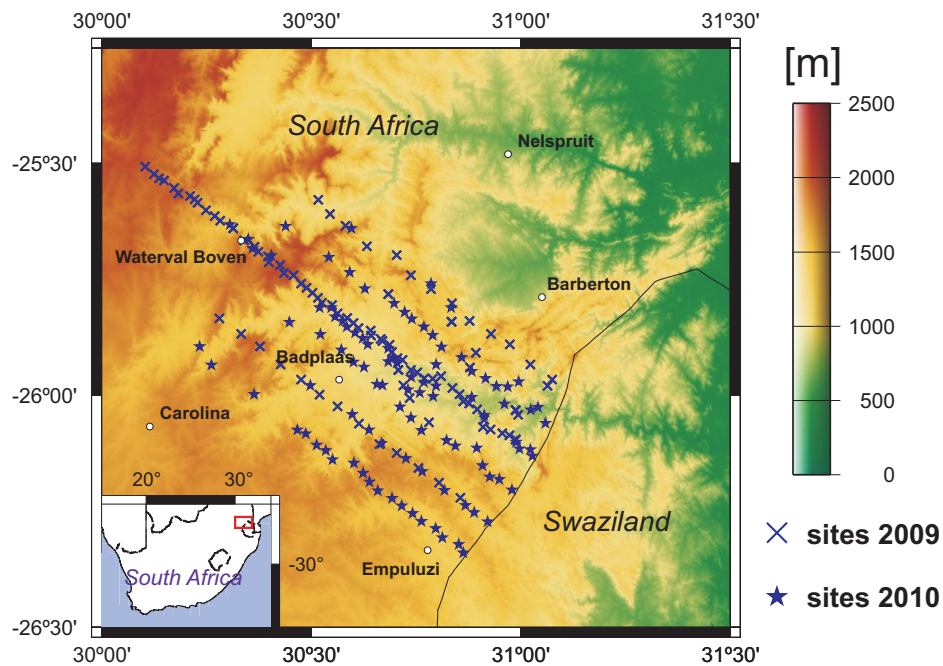 30°00' 30°30' 31°00' 31°30'
[m]
2500
South Africa
Nelspruit
-25°30'
2000
Waterval Boven
1500
Barberton
1000
Badplaas
-26°00'
Carolina
500
0
20° 30°
Swaziland
sites 2009
-30°
Empuluzi
South Africa
sites 2010
-26°30'
30°00' 30°30' 31°00' 31°30'